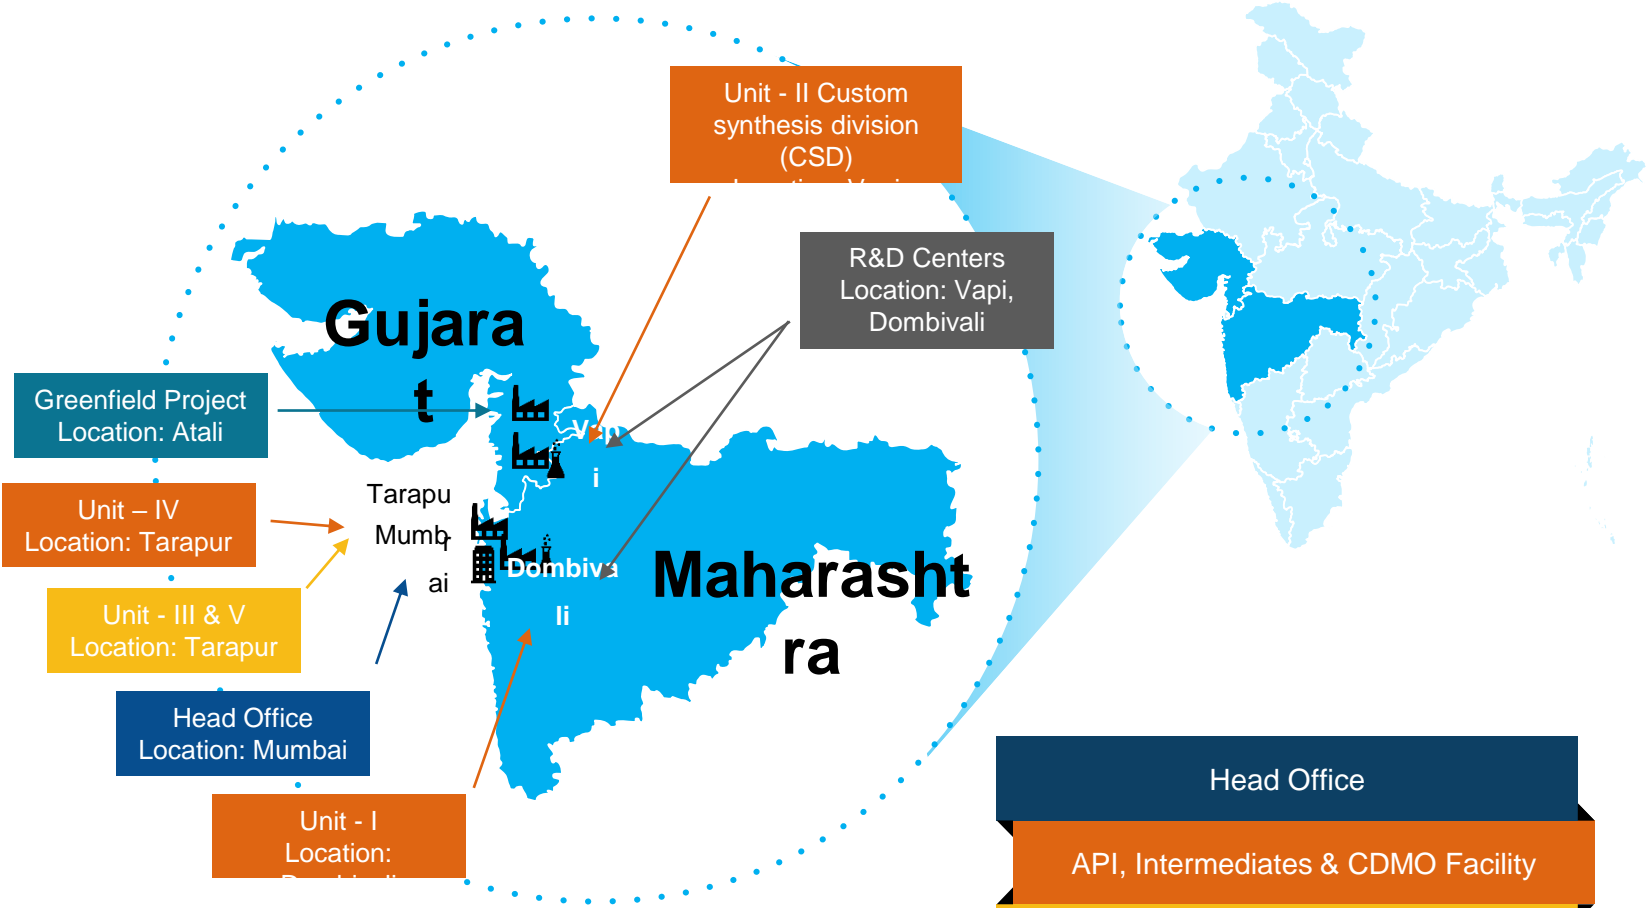 Unit - II Custom
synthesis division
(CSD)
R&D Centers
Location: Vapi,
Dombivali
Gujara
t
Greenfield Project
Location: Atali
Vap
i
Tarapu
r
Unit – IV
Location: Tarapur
Mumb
ai
Dombiva
li
Maharasht
ra
Unit - III & V
Location: Tarapur
Head Office
Location: Mumbai
Unit - I
Location:
Head Office
API, Intermediates & CDMO Facility